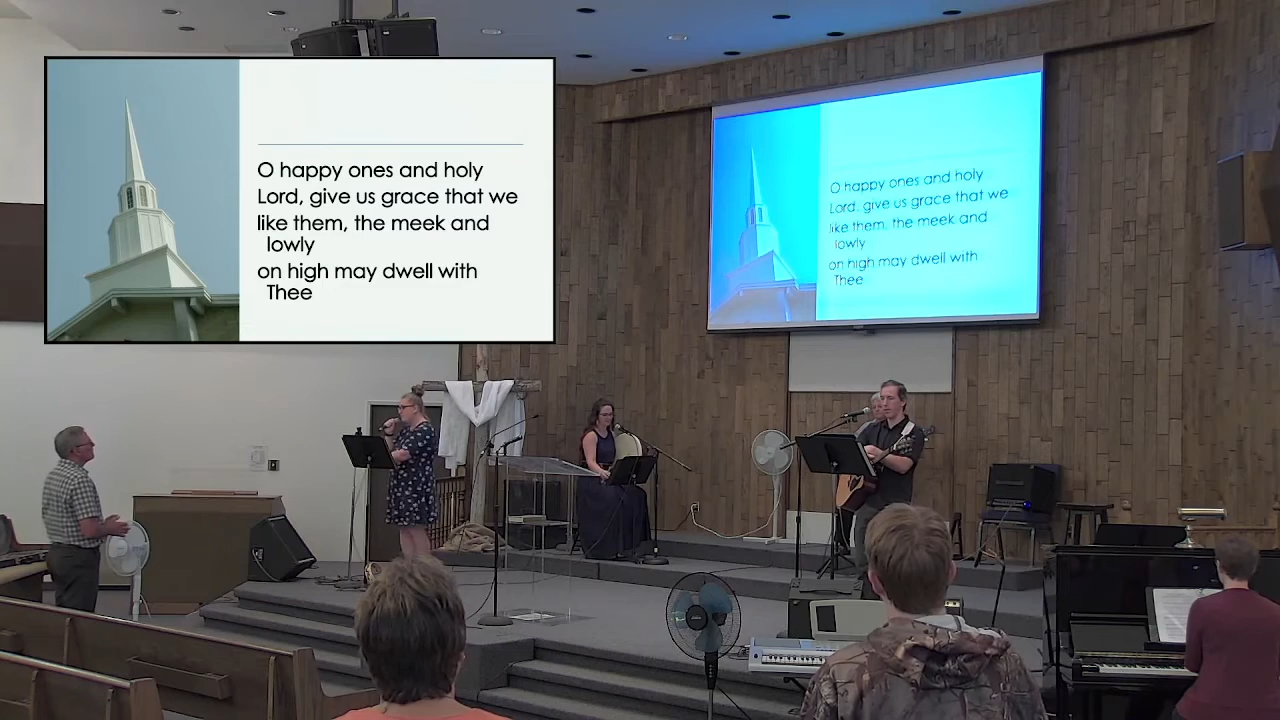 O happy ones and holy
Lord, give us grace that we
like them, the meek and
lowly
on high may dwell with
Thee
O happy ones and holy
Lord, give us grace that we
like them, the meek and
lowly
on high may dwell with
Thee